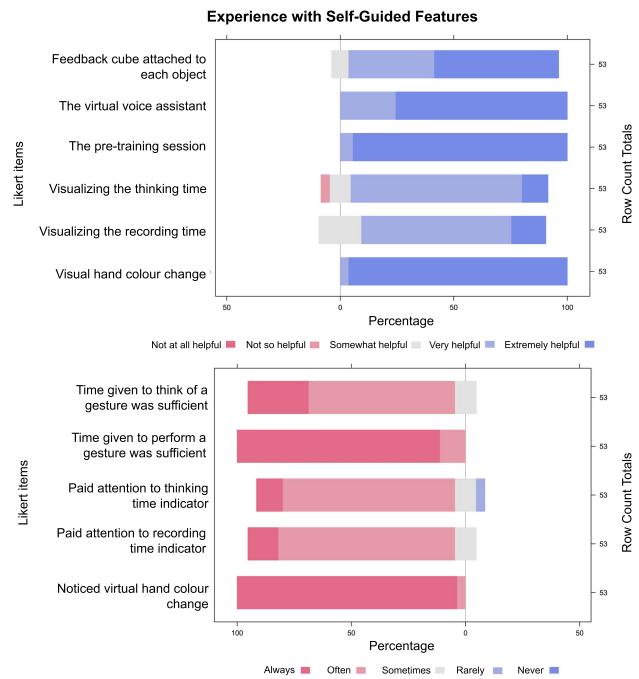 Experience with Self-Guided Features
Feedback cube attached to
each object
53
The virtual voice assistant
53
The pre-training session
53
Likert items
Row Count Totals
Visualizing the thinking time
53
Visualizing the recording time
53
Visual hand colour change
53
50
0
50
100
Percentage
Not at all helpful
Not so helpful
Somewhat helpful
Very helpful
Extremely helpful
Time given to think of a
gesture was sufficient
53
Time given to perform a
gesture was sufficient
53
Likert items
Row Count Totals
Paid attention to thinking
time indicator
53
Paid attention to recording
time indicator
53
Noticed virtual hand colour
change
53
100
50
0
50
Percentage
Always
Often
Sometimes
Rarely
Never